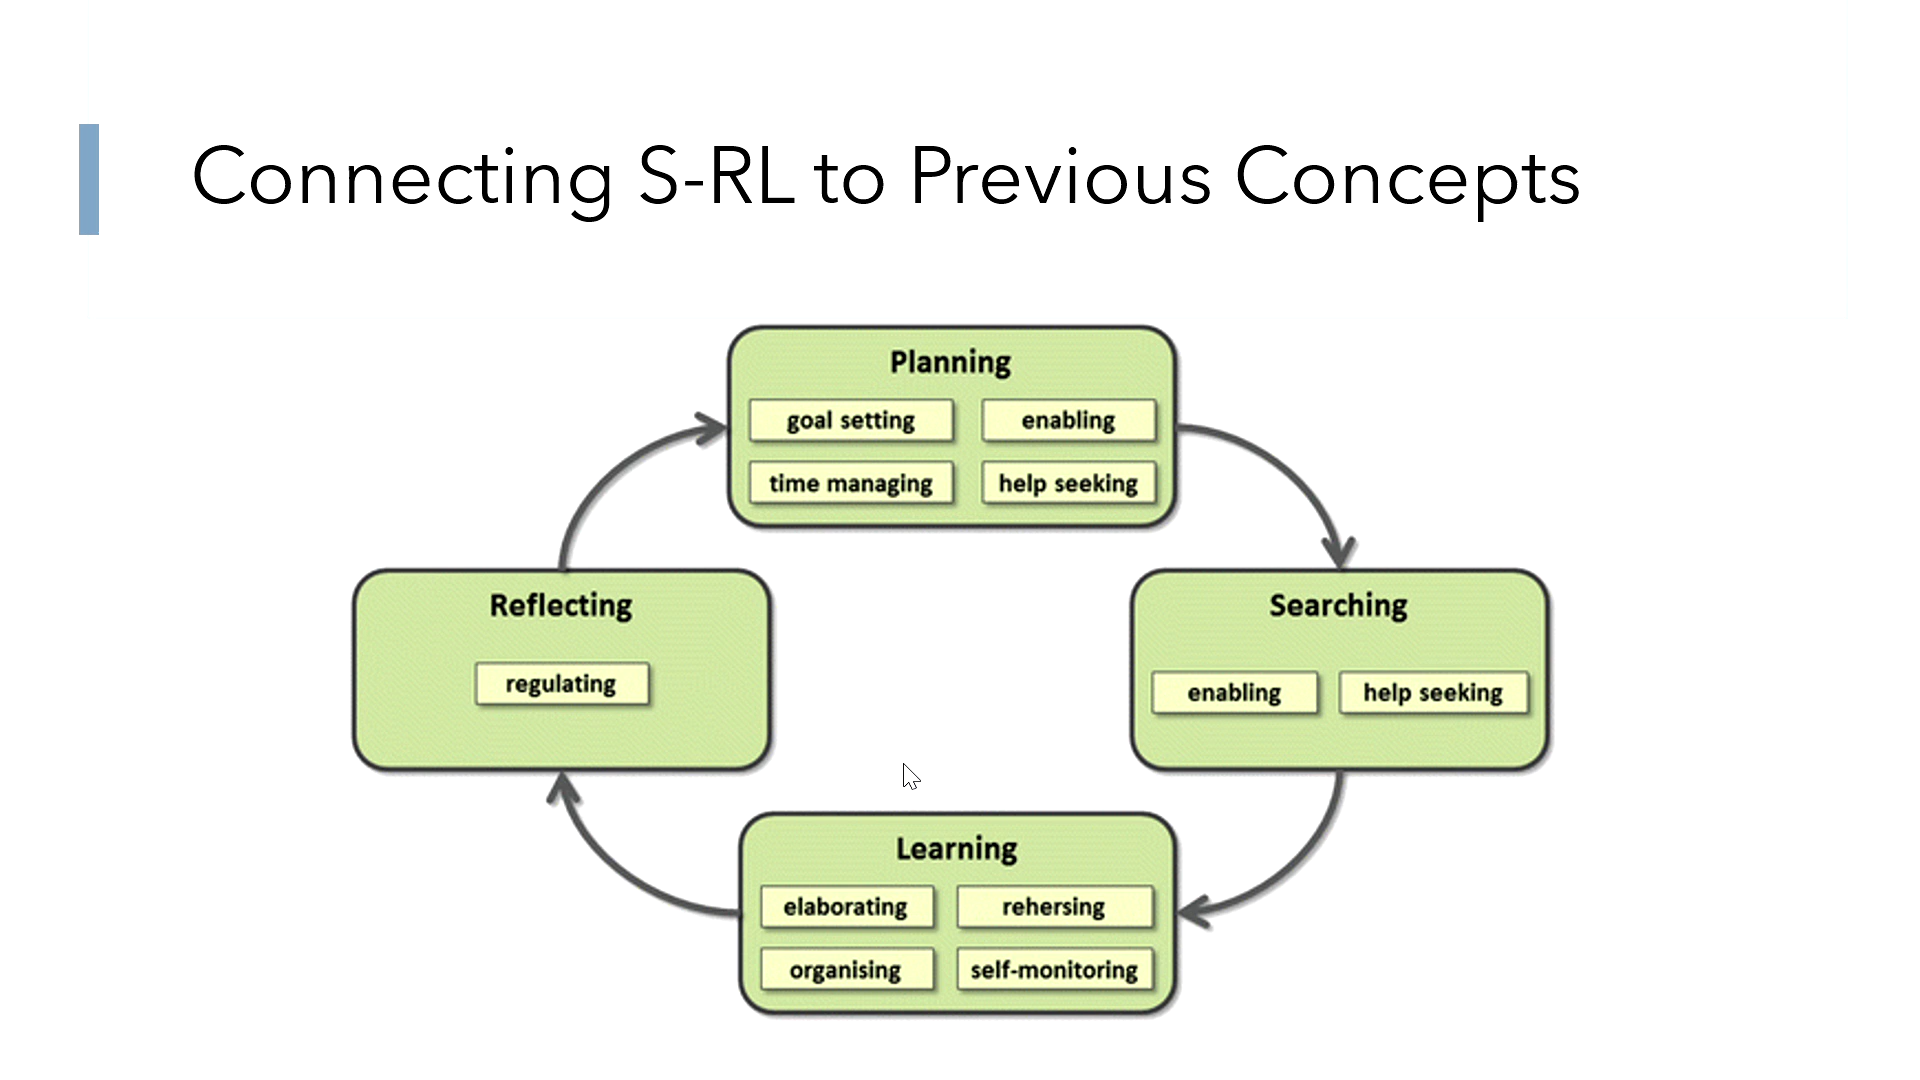 Connecting S-RL to Previous Concepts
Planning
goal setting
enabling
time managing
help seeking
Reflecting
regulating
Searching
enabling
help seeking
Learning
elaborating
rehersing
organising
self-monitoring